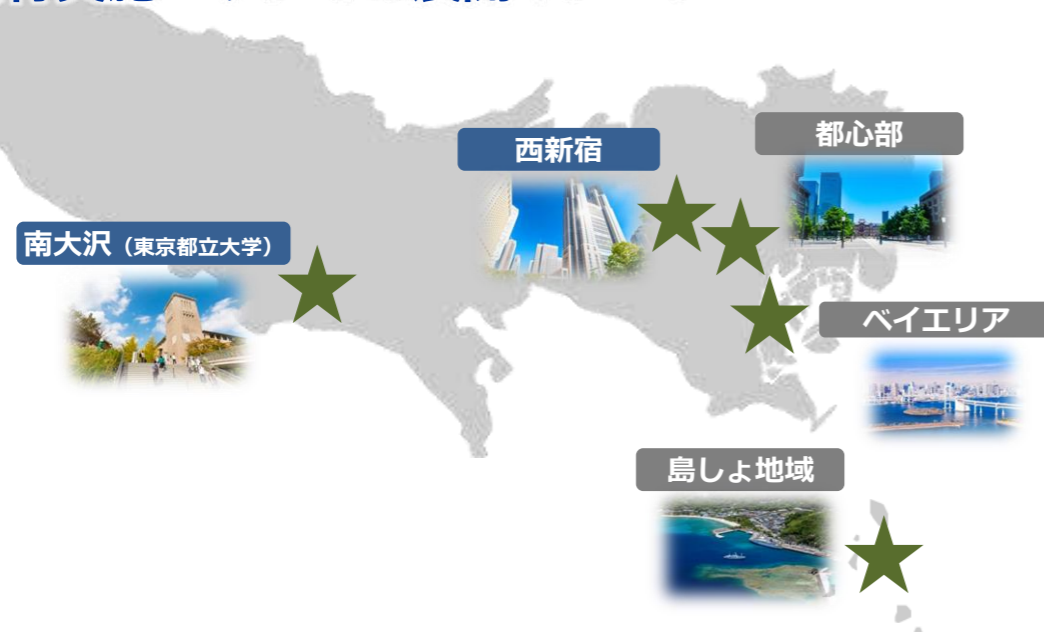 西新宿
都心部
南大沢（東京都立大学）
ベイエリア
島しょ地域